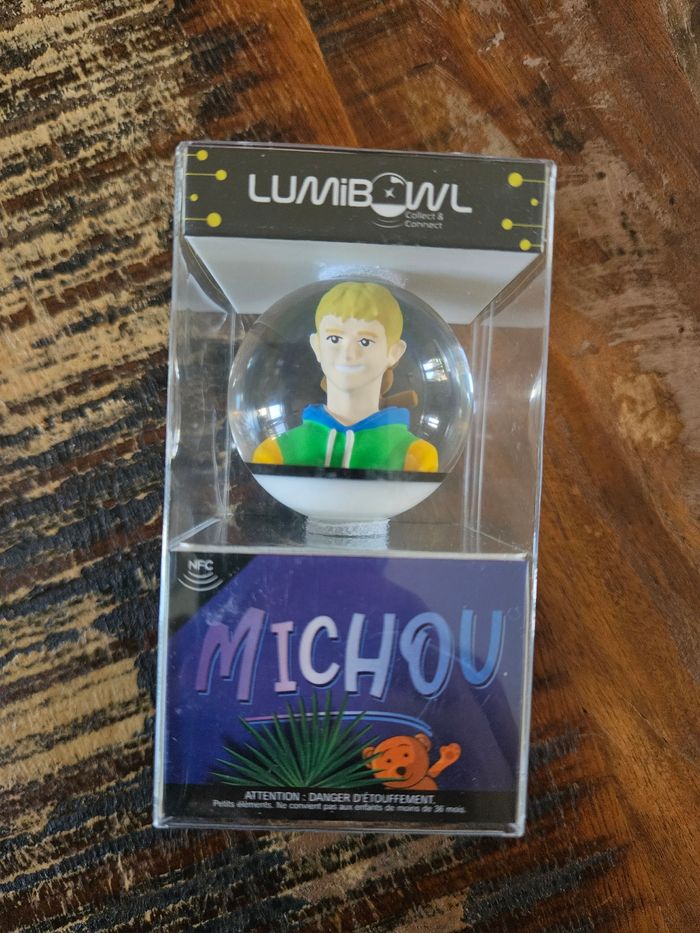 LUMiBOWL
Collect &
Connect
NFC
MICHOU
ATTENTION : DANGER D'ÉTOUFFEMENT.
Petits éléments. Ne convient pas aux enfants de moins de 36 mois.